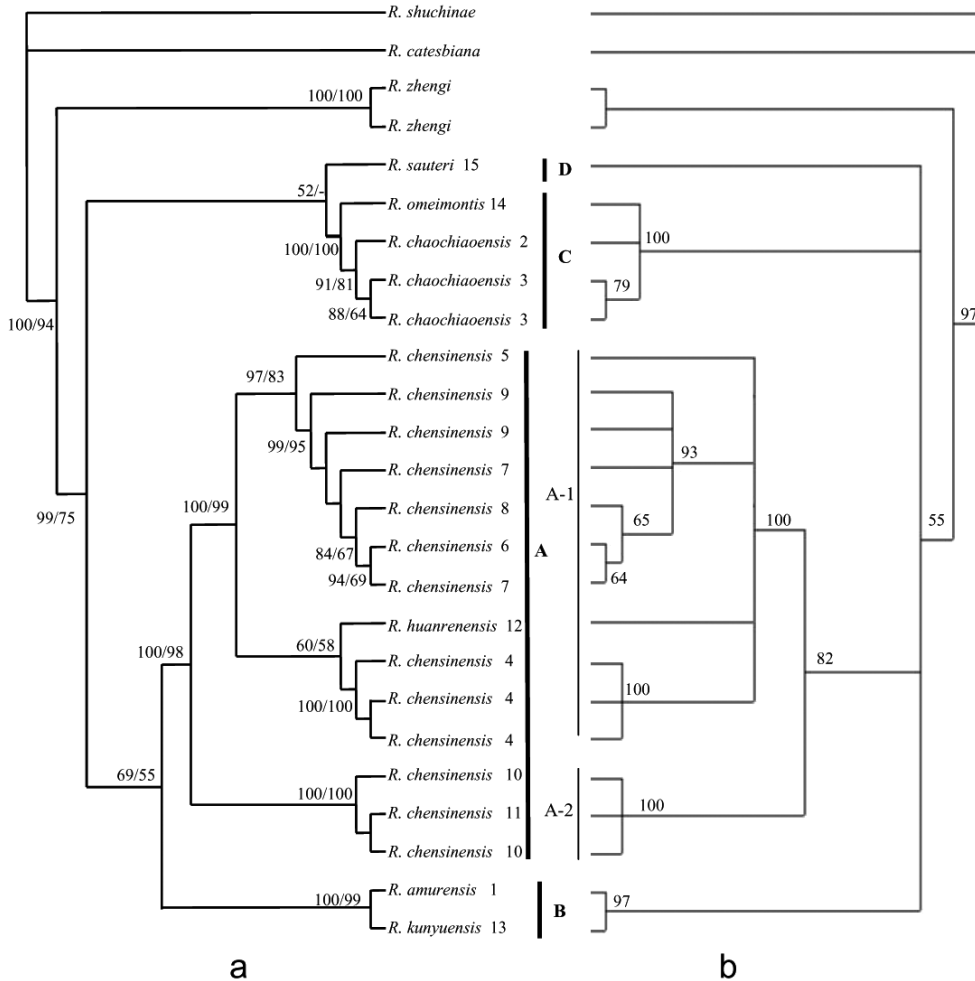 R. shuchinae
R. catesbiana
R. zhengi
100/100
R. zhengi
R. sauteri 15
D
52/-
R. omeimontis 14
100/100
R. chaochiaoensis 2
C
100
91/81
R. chaochiaoensis 3
79
88/64
R. chaochiaoensis 3
97
100/94
R. chensinensis 5
97/83
R. chensinensis 9
R. chensinensis 9
99/95
93
R. chensinensis 7
A-1
100/99
R. chensinensis 8
65
100
55
99/75
84/67
R. chensinensis 6
A
94/69
R. chensinensis 7
64
R. huanrenensis 12
60/58
100/98
R. chensinensis 4
82
100/100
R. chensinensis 4
100
R. chensinensis 4
69/55
R. chensinensis 10
100/100
R. chensinensis 11
A-2
100
R. chensinensis 10
R. amurensis 1
100/99
B
97
R. kunyuensis 13
a
b